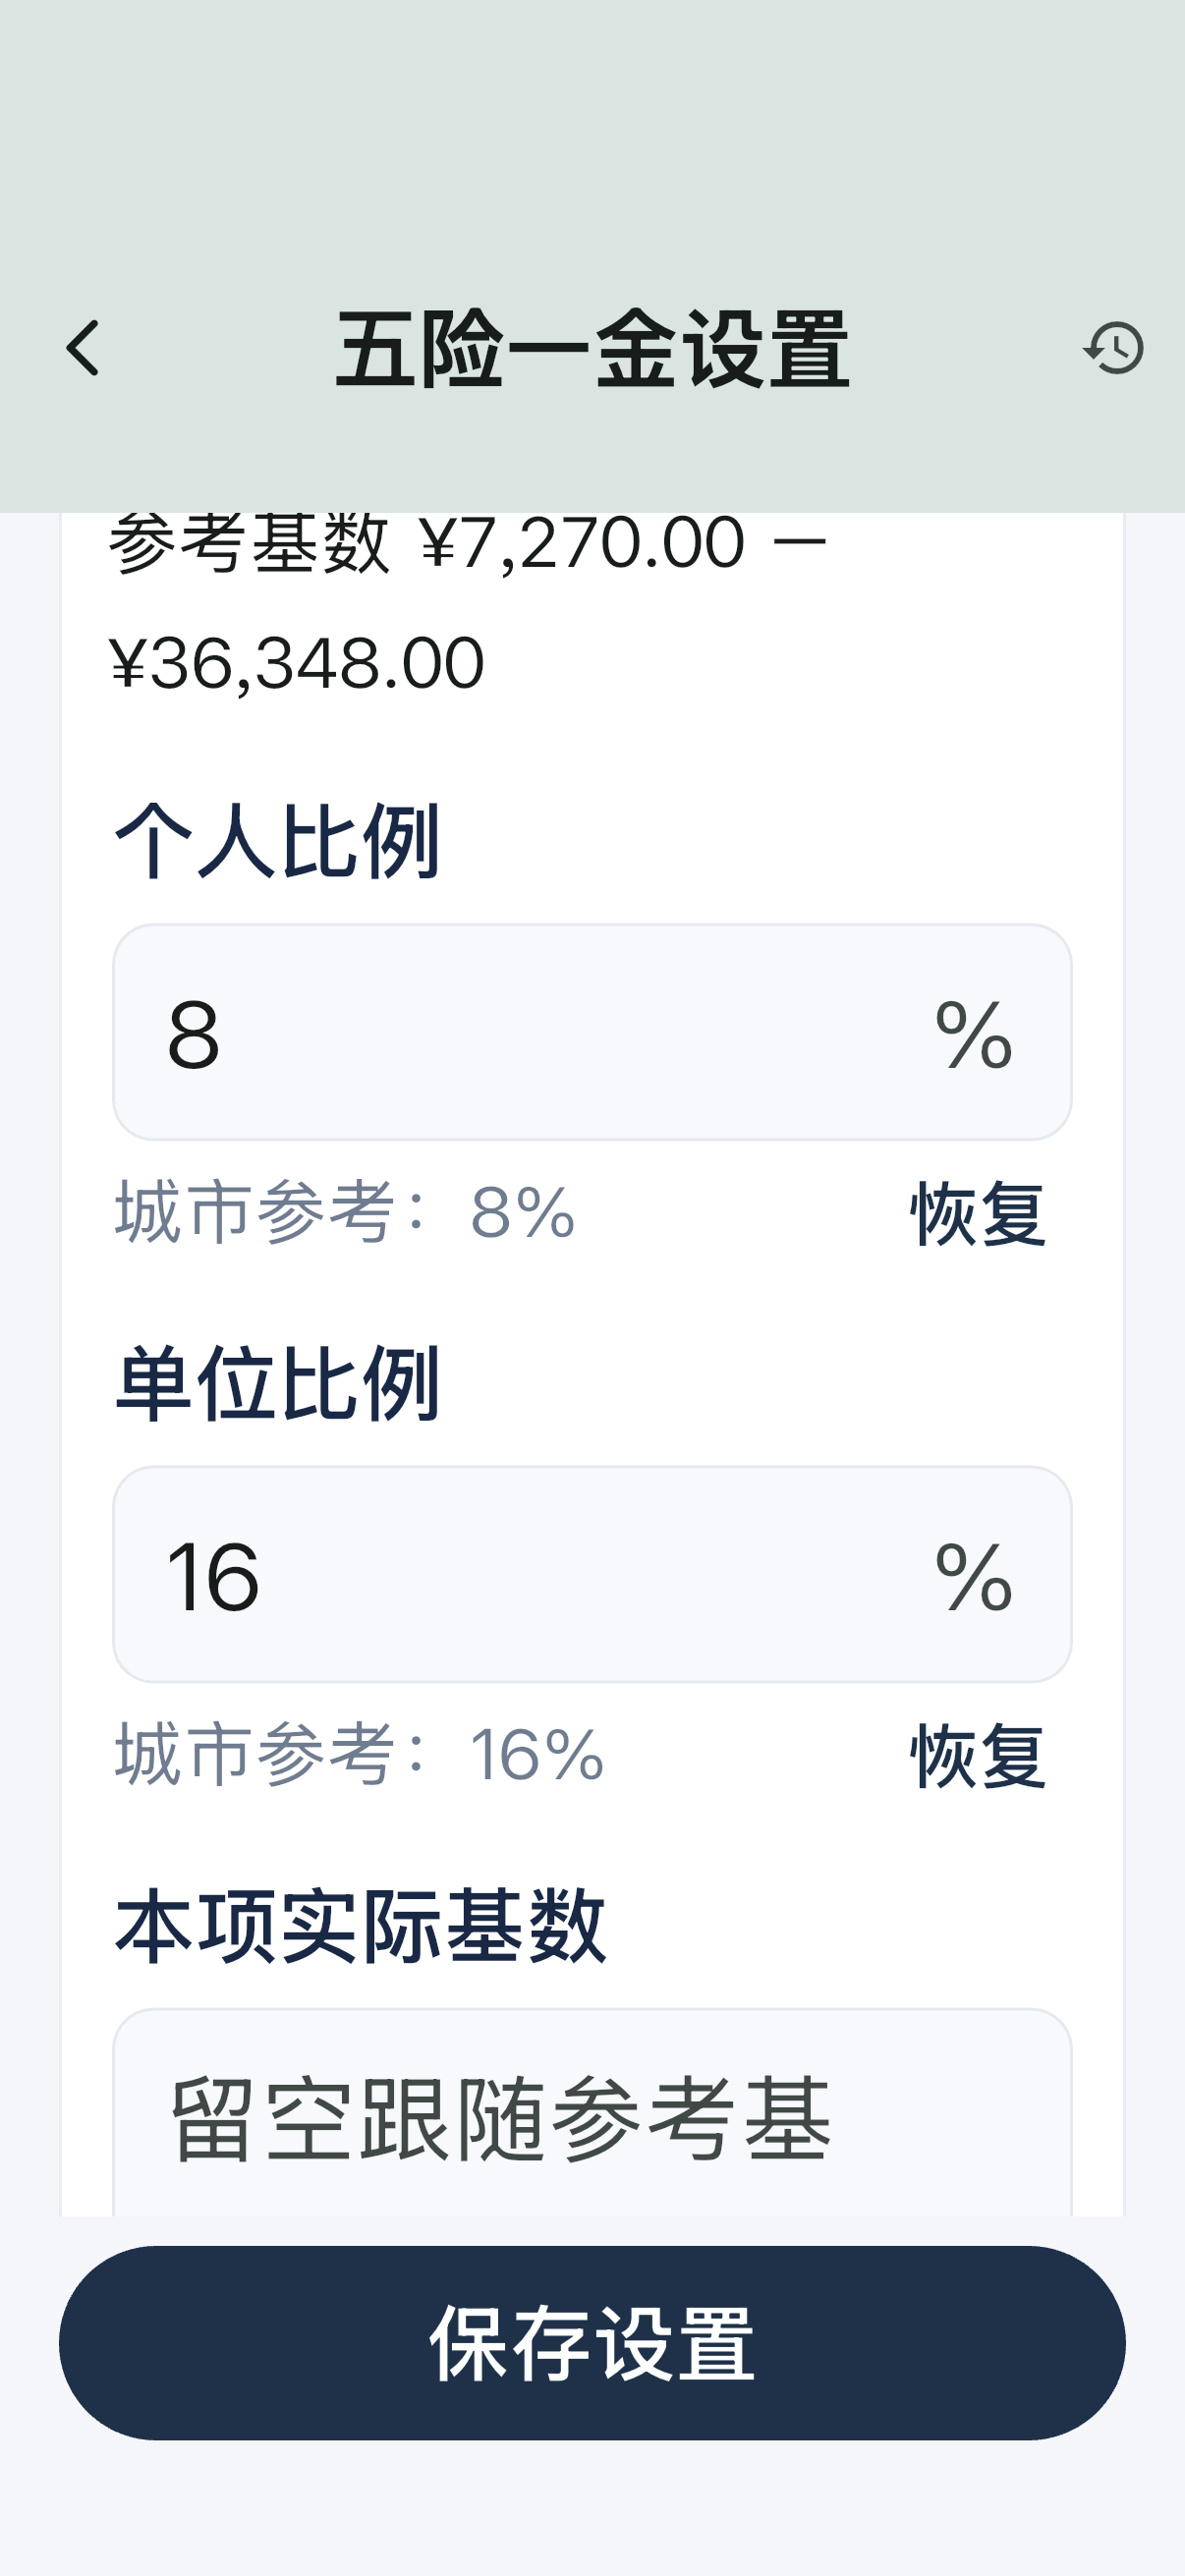 五险一金设置
参考基数 ¥7,270.00 –
¥36,348.00
个人比例
8 %
城市参考：8% 恢复
单位比例
16 %
城市参考：16% 恢复
本项实际基数
留空跟随参考基
保存设置